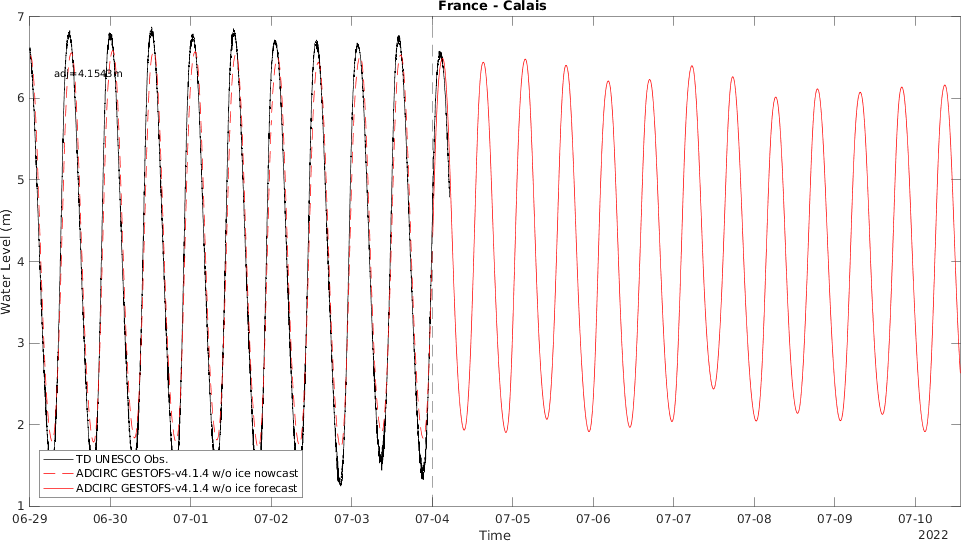 France - Calais
7
adj=4.1543m
6
5
4
3
2
1
Water Level (m)
TD UNESCO Obs.
ADCIRC GESTOFS-v4.1.4 w/o ice nowcast
ADCIRC GESTOFS-v4.1.4 w/o ice forecast
06-29 06-30 07-01 07-02 07-03 07-04 07-05 07-06 07-07 07-08 07-09 07-10
Time
2022